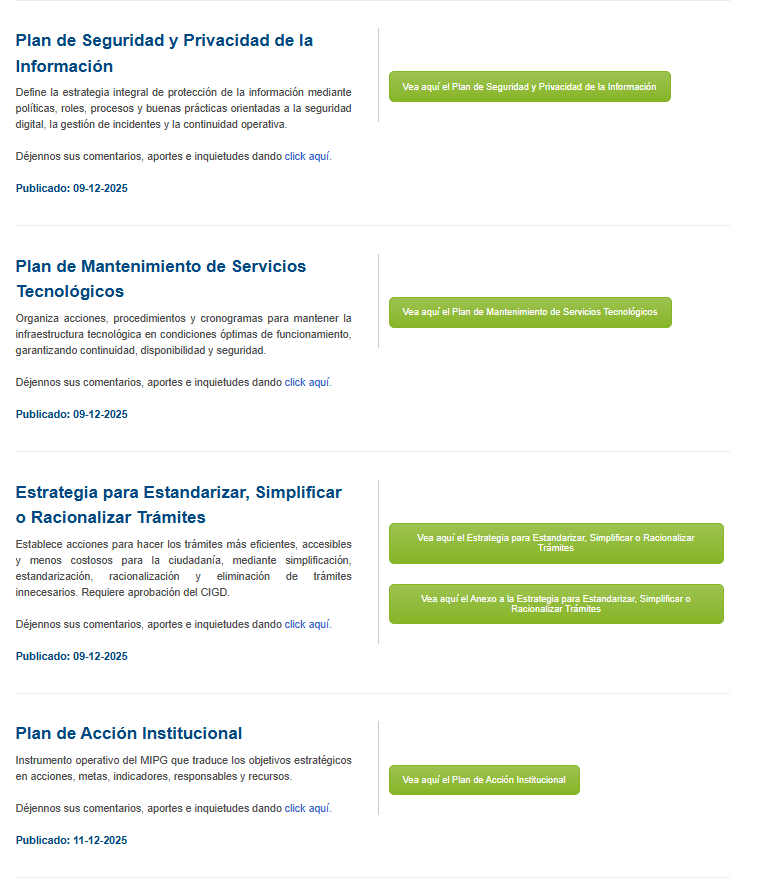 Plan de Seguridad y Privacidad de la
Información
Define la estrategia integral de protección de la información mediante
políticas, roles, procesos y buenas prácticas orientadas a la seguridad
digital, la gestión de incidentes y la continuidad operativa.
Déjennos sus comentarios, aportes e inquietudes dando click aquí.
Publicado: 09-12-2025
Vea aquí el Plan de Seguridad y Privacidad de la Información
Plan de Mantenimiento de Servicios
Tecnológicos
Organiza acciones, procedimientos y cronogramas para mantener la
infraestructura tecnológica en condiciones óptimas de funcionamiento,
garantizando continuidad, disponibilidad y seguridad.
Déjennos sus comentarios, aportes e inquietudes dando click aquí.
Publicado: 09-12-2025
Vea aquí el Plan de Mantenimiento de Servicios Tecnológicos
Estrategia para Estandarizar, Simplificar
o Racionalizar Trámites
Establece acciones para hacer los trámites más eficientes, accesibles
y menos costosos para la ciudadanía, mediante simplificación,
estandarización, racionalización y eliminación de trámites
innecesarios. Requiere aprobación del CIGD.
Déjennos sus comentarios, aportes e inquietudes dando click aquí.
Publicado: 09-12-2025
Vea aquí el Estrategia para Estandarizar, Simplificar o Racionalizar
Trámites
Vea aquí el Anexo a la Estrategia para Estandarizar, Simplificar o
Racionalizar Trámites
Plan de Acción Institucional
Instrumento operativo del MIPG que traduce los objetivos estratégicos
en acciones, metas, indicadores, responsables y recursos.
Déjennos sus comentarios, aportes e inquietudes dando click aquí.
Publicado: 11-12-2025
Vea aquí el Plan de Acción Institucional